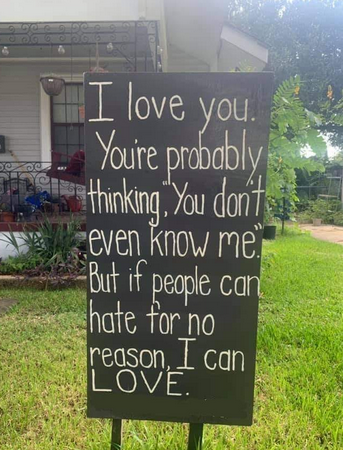 I love you.
You're probably
thinking, "You don't
even know me."
But if people can
hate for no
reason, I can
LOVE.